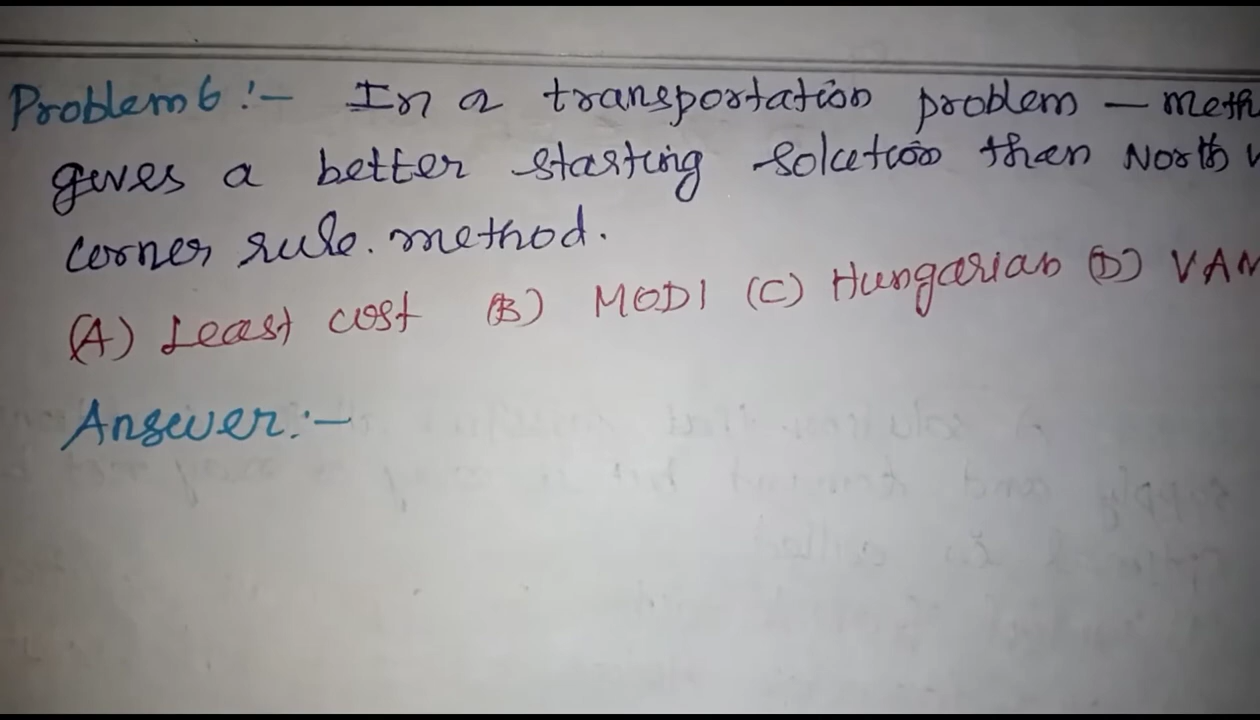 Problem 6 :- In a transportation problem — meth
gives a better starting solution than North W
corner rule. method.
(A) Least cost (B) MODI (C) Hungarian (D) VAM
Answer:-